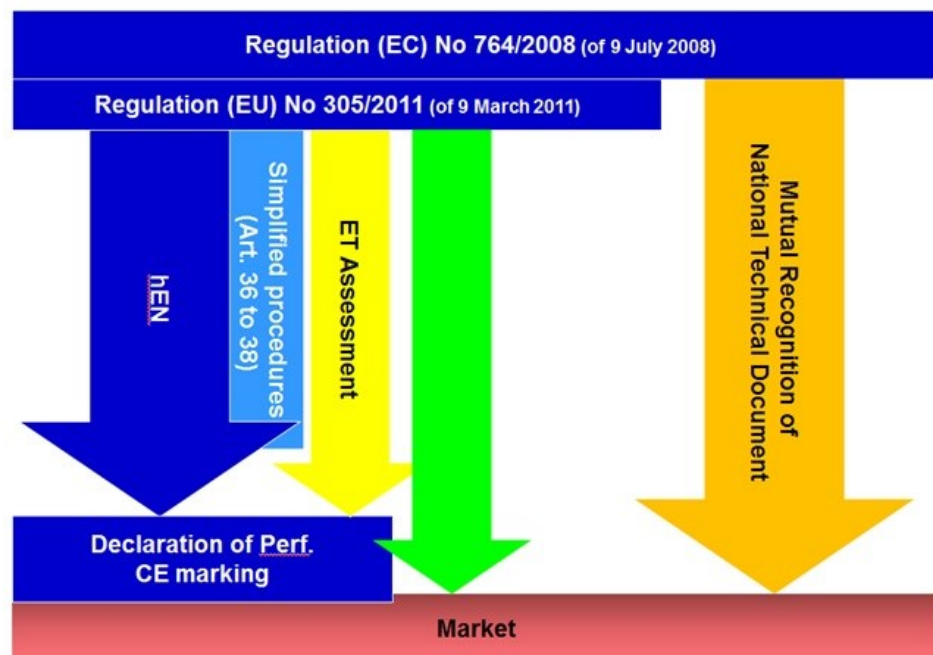 Regulation (EC) No 764/2008 (of 9 July 2008)
Regulation (EU) No 305/2011 (of 9 March 2011)
hEN
Simplified procedures
(Art. 36 to 38)
ET Assessment
Mutual Recognition of
National Technical Document
Declaration of Perf.
CE marking
Market